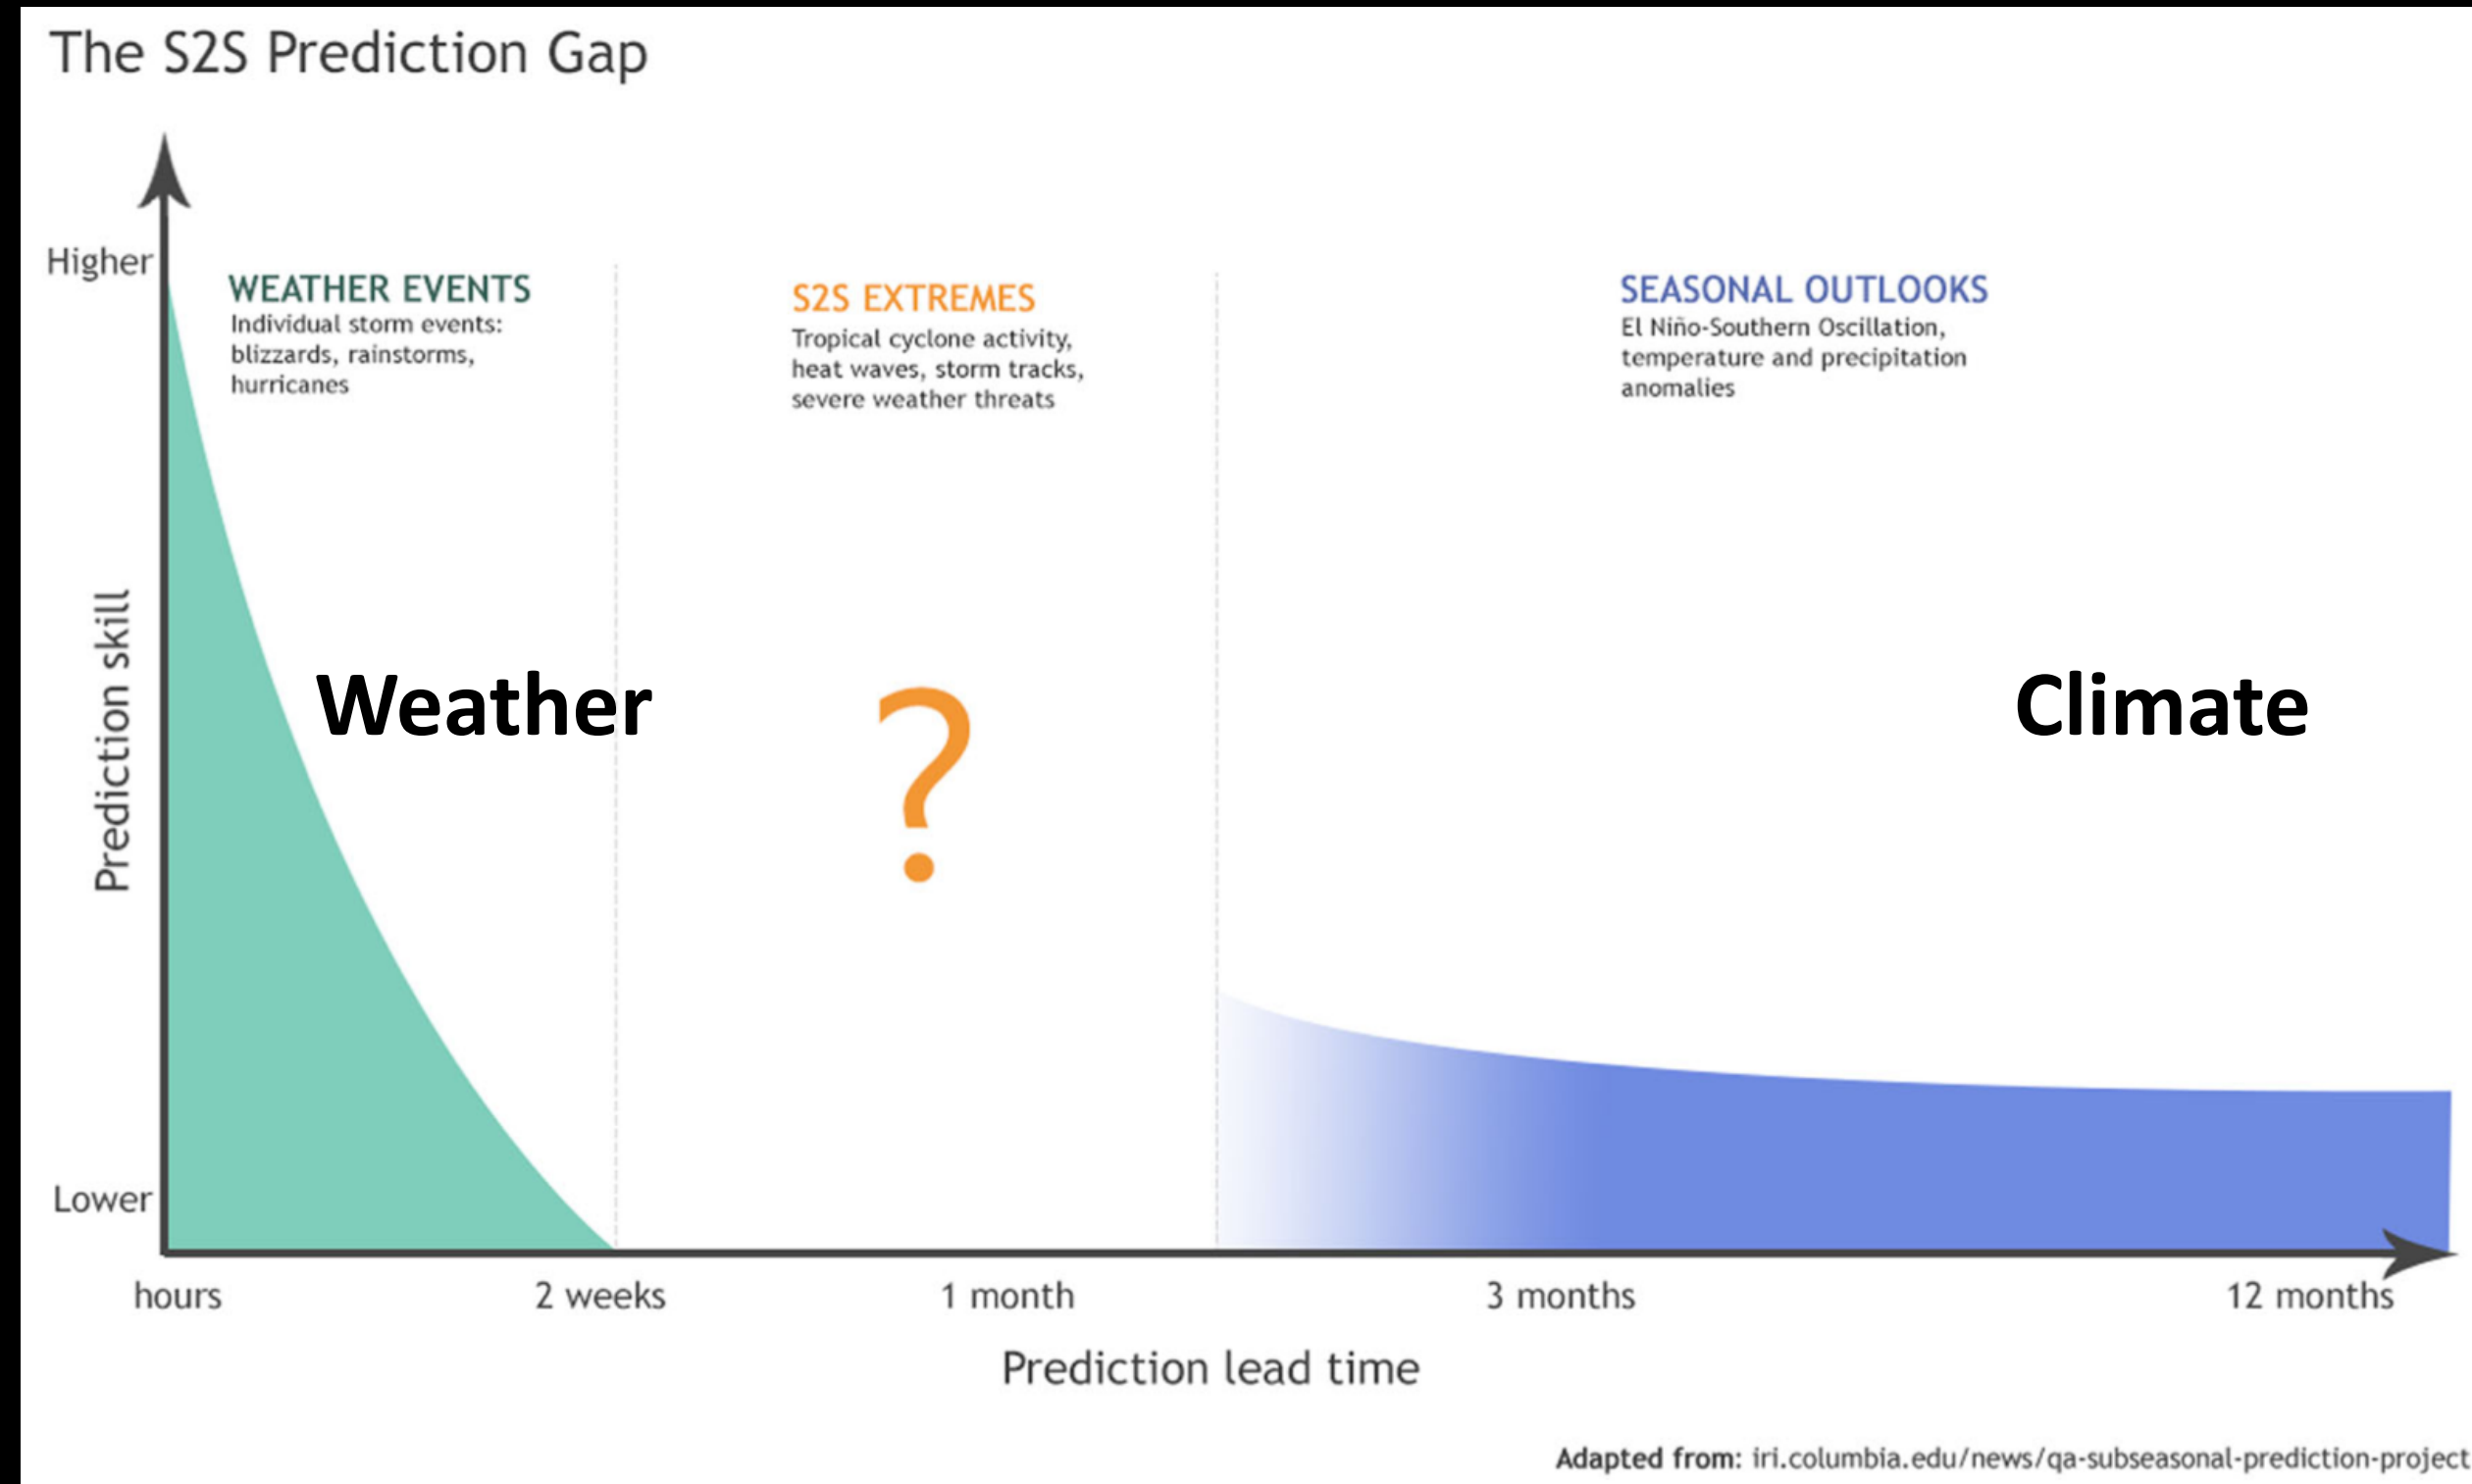 The S2S Prediction Gap
Higher
WEATHER EVENTS
Individual storm events:
blizzards, rainstorms,
hurricanes
S2S EXTREMES
Tropical cyclone activity,
heat waves, storm tracks,
severe weather threats
SEASONAL OUTLOOKS
El Niño-Southern Oscillation,
temperature and precipitation
anomalies
Prediction skill
Weather
?
Climate
Lower
hours
2 weeks
1 month
3 months
12 months
Prediction lead time
Adapted from: iri.columbia.edu/news/qa-subseasonal-prediction-project